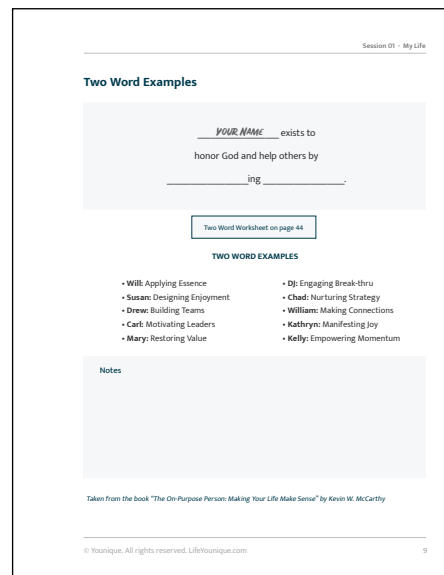 Session 01 · My Life
Two Word Examples
YOUR NAME exists to
honor God and help others by
_________________ing _________________.
Two Word Worksheet on page 44
TWO WORD EXAMPLES
• Will: Applying Essence
• Susan: Designing Enjoyment
• Drew: Building Teams
• Carl: Motivating Leaders
• Mary: Restoring Value
• DJ: Engaging Break-thru
• Chad: Nurturing Strategy
• William: Making Connections
• Kathryn: Manifesting Joy
• Kelly: Empowering Momentum
Notes
Taken from the book "The On-Purpose Person: Making Your Life Make Sense" by Kevin W. McCarthy
© Younique. All rights reserved. LifeYounique.com
9